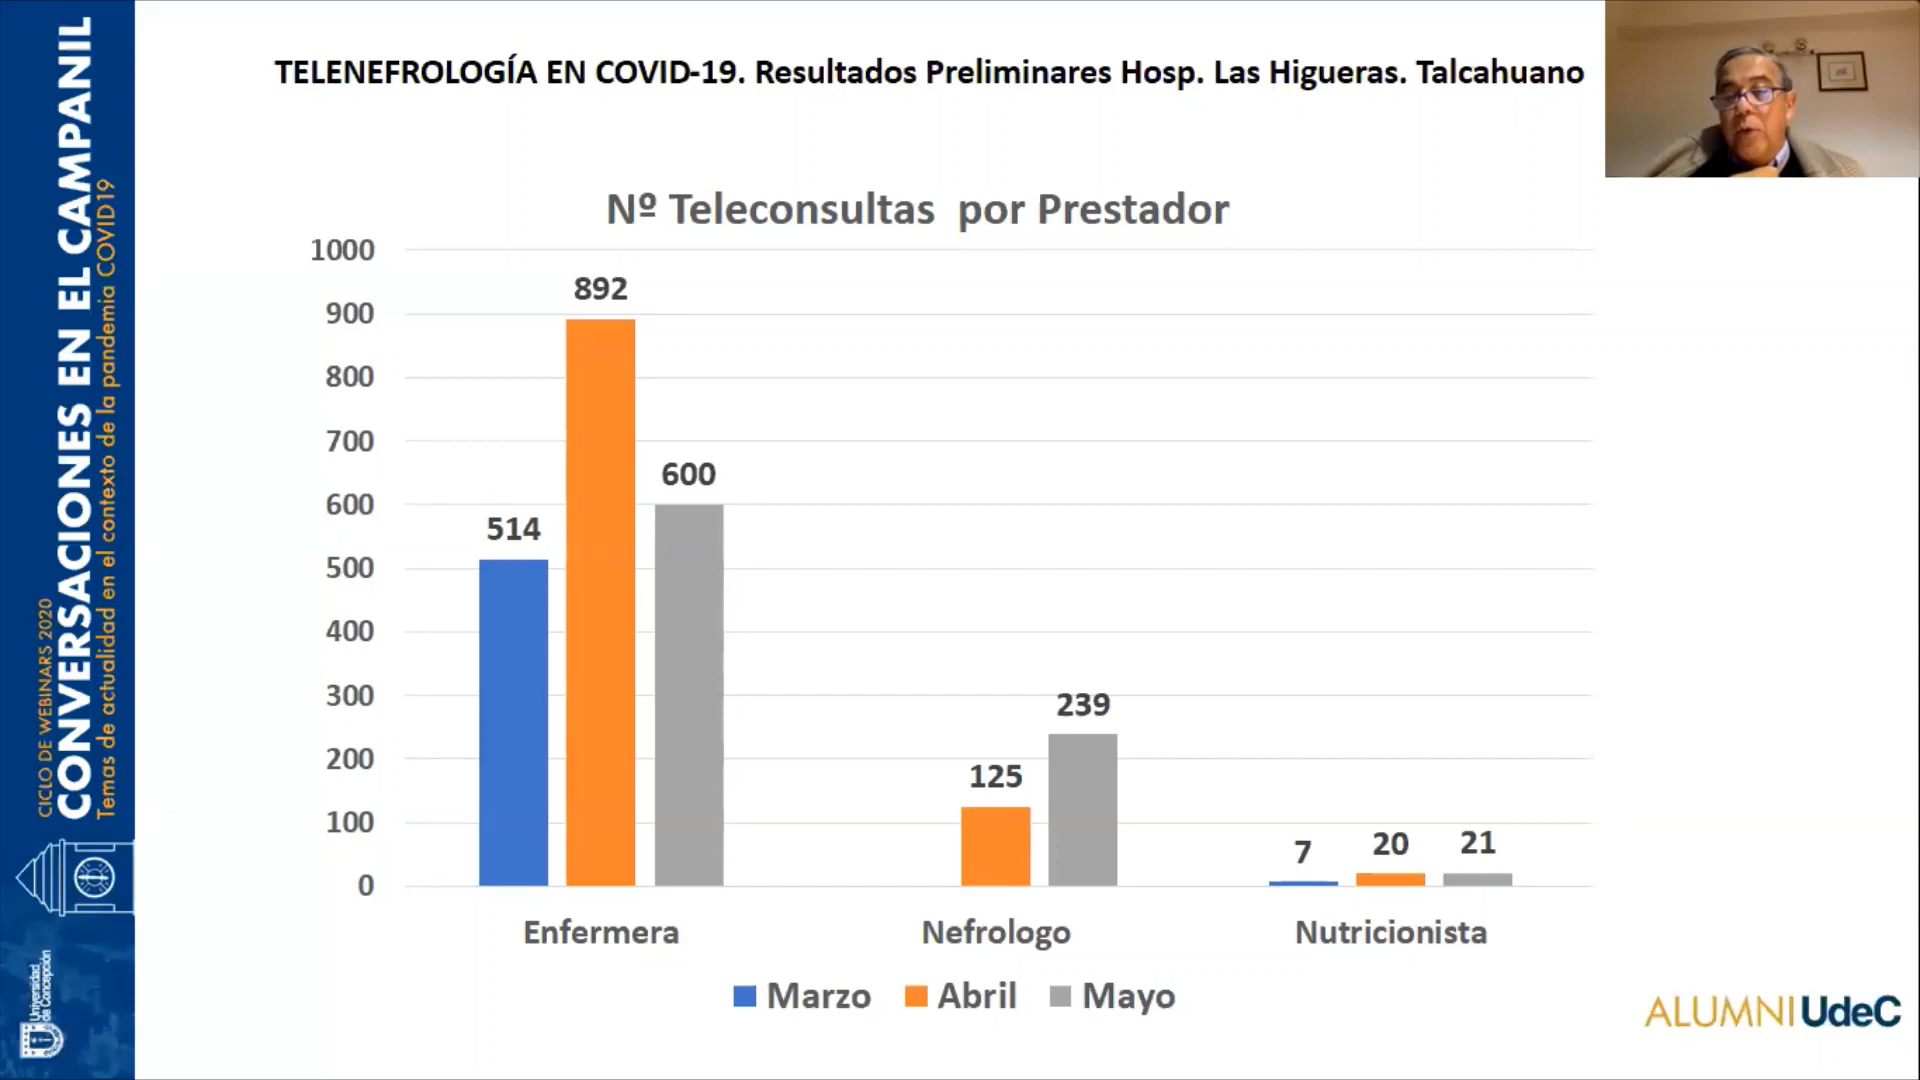 CICLO DE WEBINARS 2020
CONVERSACIONES EN EL CAMPANIL
Temas de actualidad en el contexto de la pandemia COVID19
Universidad
de Concepción
TELENEFROLOGÍA EN COVID-19. Resultados Preliminares Hosp. Las Higueras. Talcahuano
Nº Teleconsultas por Prestador
1000
900
800
700
600
500
400
300
200
100
0
514
892
600
125
239
7
20
21
Enfermera
Nefrologo
Nutricionista
Marzo
Abril
Mayo
ALUMNI UdeC